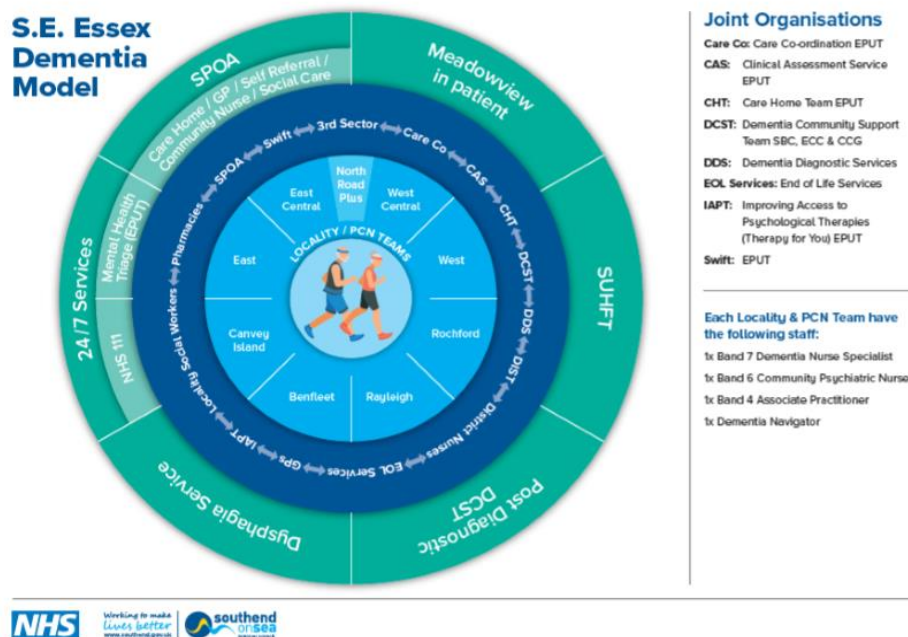 S.E. Essex
Dementia
Model
SPOA
Care Home / GP / Self Referral /
Community Nurse / Social Care
Meadowview
in patient
SUHFT
Post Diagnostic
DCST
Dysphagia Service
24/7 Services
Mental Health
Triage (EPUT)
NHS 111
SPOA
Swift
3rd Sector
Care Co
CAS
CHT
DCST
DDS
DIST
District Nurses
EOL Services
GPs
IAPT
Locality Social Workers
Pharmacies
North
Road
Plus
West
Central
West
Rochford
Rayleigh
Benfleet
Canvey
Island
East
East
Central
LOCALITY / PCN TEAMS
Joint Organisations
Care Co: Care Co-ordination EPUT
CAS: Clinical Assessment Service
EPUT
CHT: Care Home Team EPUT
DCST: Dementia Community Support
Team SBC, ECC & CCG
DDS: Dementia Diagnostic Services
EOL Services: End of Life Services
IAPT: Improving Access to
Psychological Therapies
(Therapy for You) EPUT
Swift: EPUT
Each Locality & PCN Team have
the following staff:
1x Band 7 Dementia Nurse Specialist
1x Band 6 Community Psychiatric Nurse
1x Band 4 Associate Practitioner
1x Dementia Navigator
NHS
Working to make
lives better
www.southend.gov.uk
southend
on sea